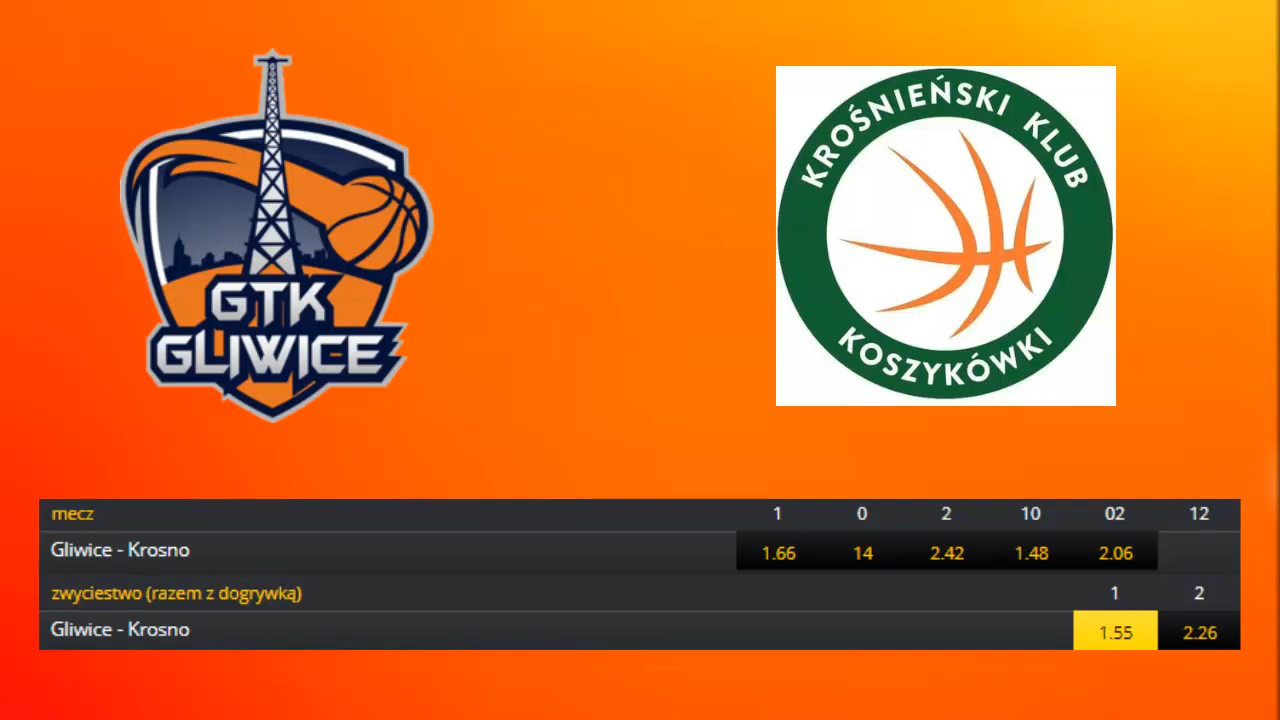 GTK
GLIWICE
KROŚNIEŃSKI KLUB
KOSZYKÓWKI
mecz 1 0 2 10 02 12
Gliwice - Krosno 1.66 14 2.42 1.48 2.06
zwyciestwo (razem z dogrywką) 1 2
Gliwice - Krosno 1.55 2.26